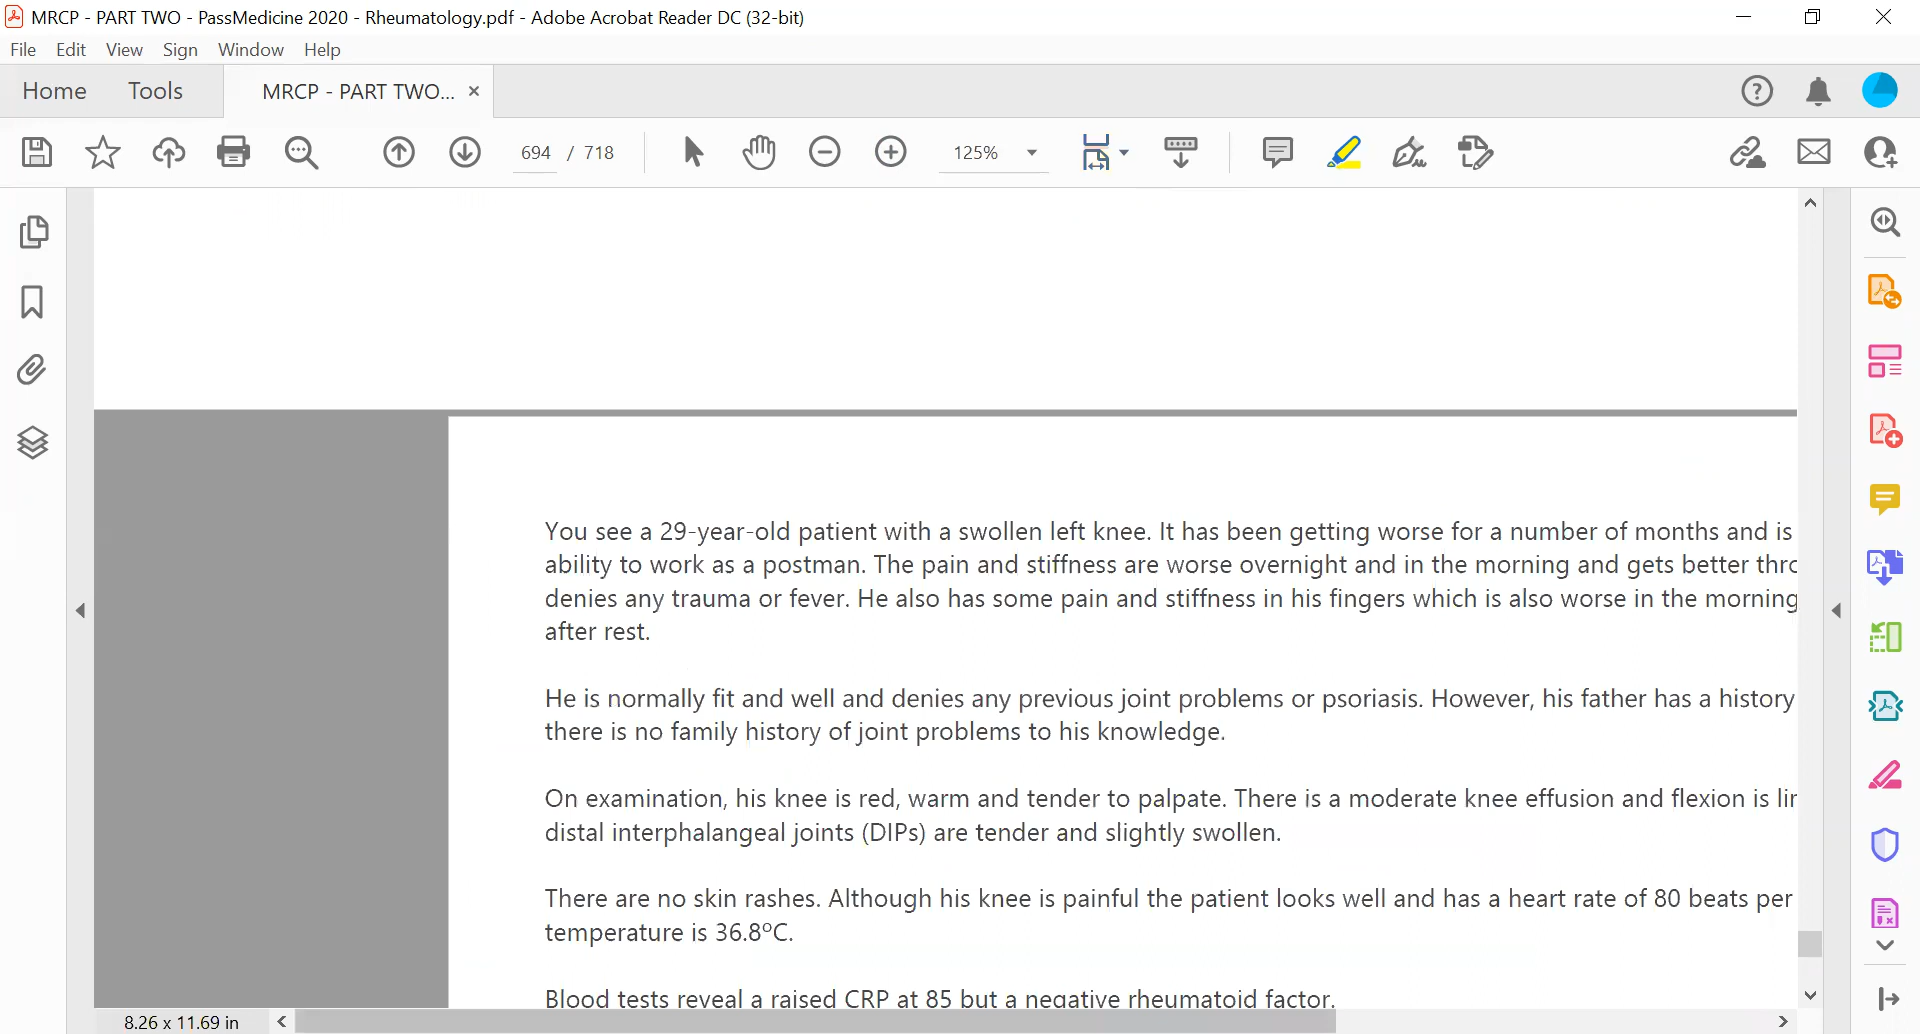 MRCP - PART TWO - PassMedicine 2020 - Rheumatology.pdf - Adobe Acrobat Reader DC (32-bit)
File Edit View Sign Window Help
Home Tools MRCP - PART TWO...
694 / 718 125%
You see a 29-year-old patient with a swollen left knee. It has been getting worse for a number of months and is
ability to work as a postman. The pain and stiffness are worse overnight and in the morning and gets better thro
denies any trauma or fever. He also has some pain and stiffness in his fingers which is also worse in the morning
after rest.
He is normally fit and well and denies any previous joint problems or psoriasis. However, his father has a history
there is no family history of joint problems to his knowledge.
On examination, his knee is red, warm and tender to palpate. There is a moderate knee effusion and flexion is
distal interphalangeal joints (DIPs) are tender and slightly swollen.
There are no skin rashes. Although his knee is painful the patient looks well and has a heart rate of 80 beats per
temperature is 36.8°C.
Blood tests reveal a raised CRP at 85 but a negative rheumatoid factor.
8.26 x 11.69 in